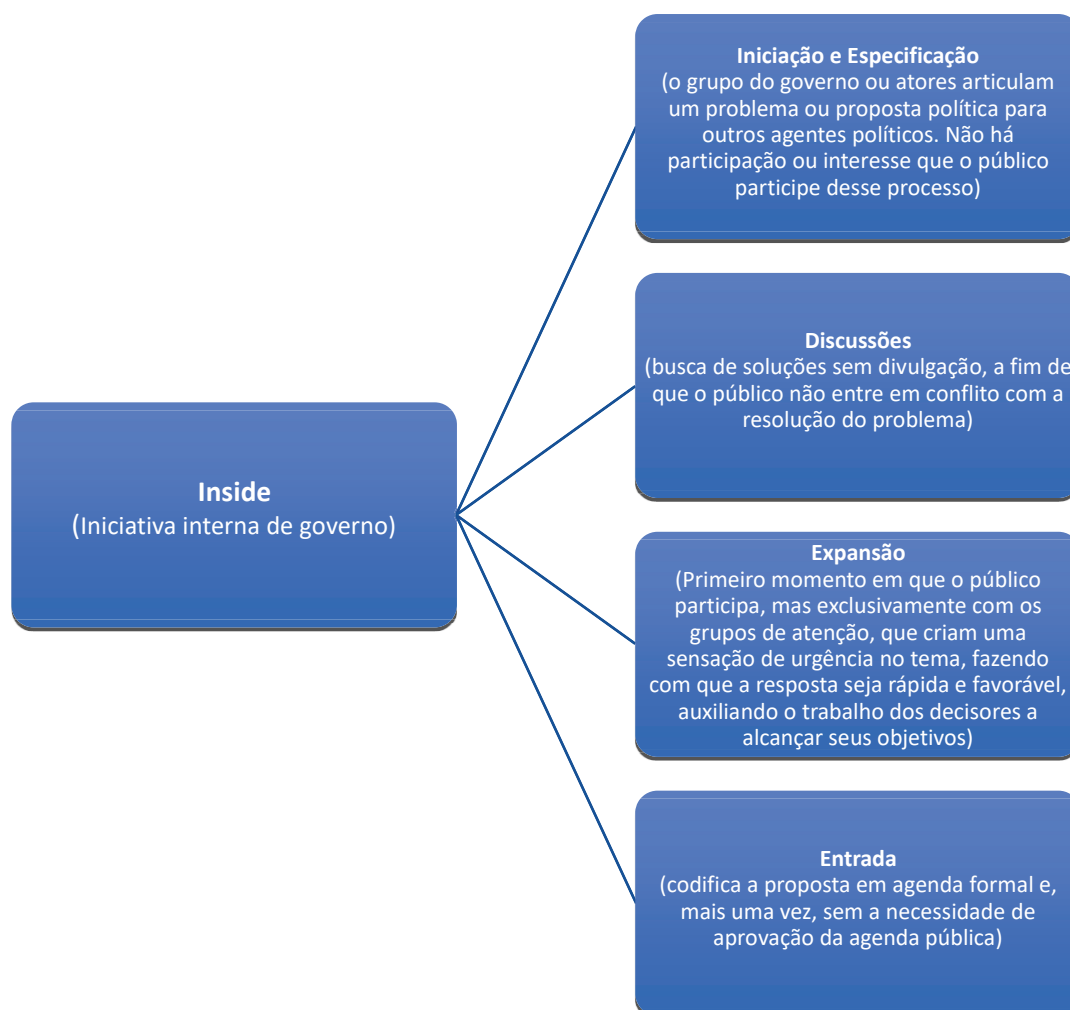 Iniciação e Especificação
(o grupo do governo ou atores articulam
um problema ou proposta política para
outros agentes políticos. Não há
participação ou interesse que o público
participe desse processo)
Discussões
(busca de soluções sem divulgação, a fim de
que o público não entre em conflito com a
resolução do problema)
Inside
(Iniciativa interna de governo)
Expansão
(Primeiro momento em que o público
participa, mas exclusivamente com os
grupos de atenção, que criam uma
sensação de urgência no tema, fazendo
com que a resposta seja rápida e favorável,
auxiliando o trabalho dos decisores a
alcançar seus objetivos)
Entrada
(codifica a proposta em agenda formal e,
mais uma vez, sem a necessidade de
aprovação da agenda pública)